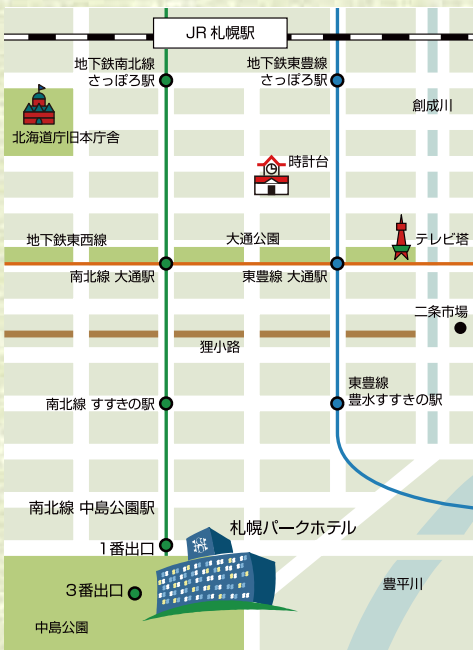 JR 札幌駅
地下鉄南北線
さっぽろ駅
地下鉄東豊線
さっぽろ駅
創成川
北海道庁旧本庁舎
時計台
地下鉄東西線
大通公園
テレビ塔
南北線 大通駅
東豊線 大通駅
二条市場
狸小路
南北線 すすきの駅
東豊線
豊水すすきの駅
南北線 中島公園駅
札幌パークホテル
1番出口
3番出口
豊平川
中島公園